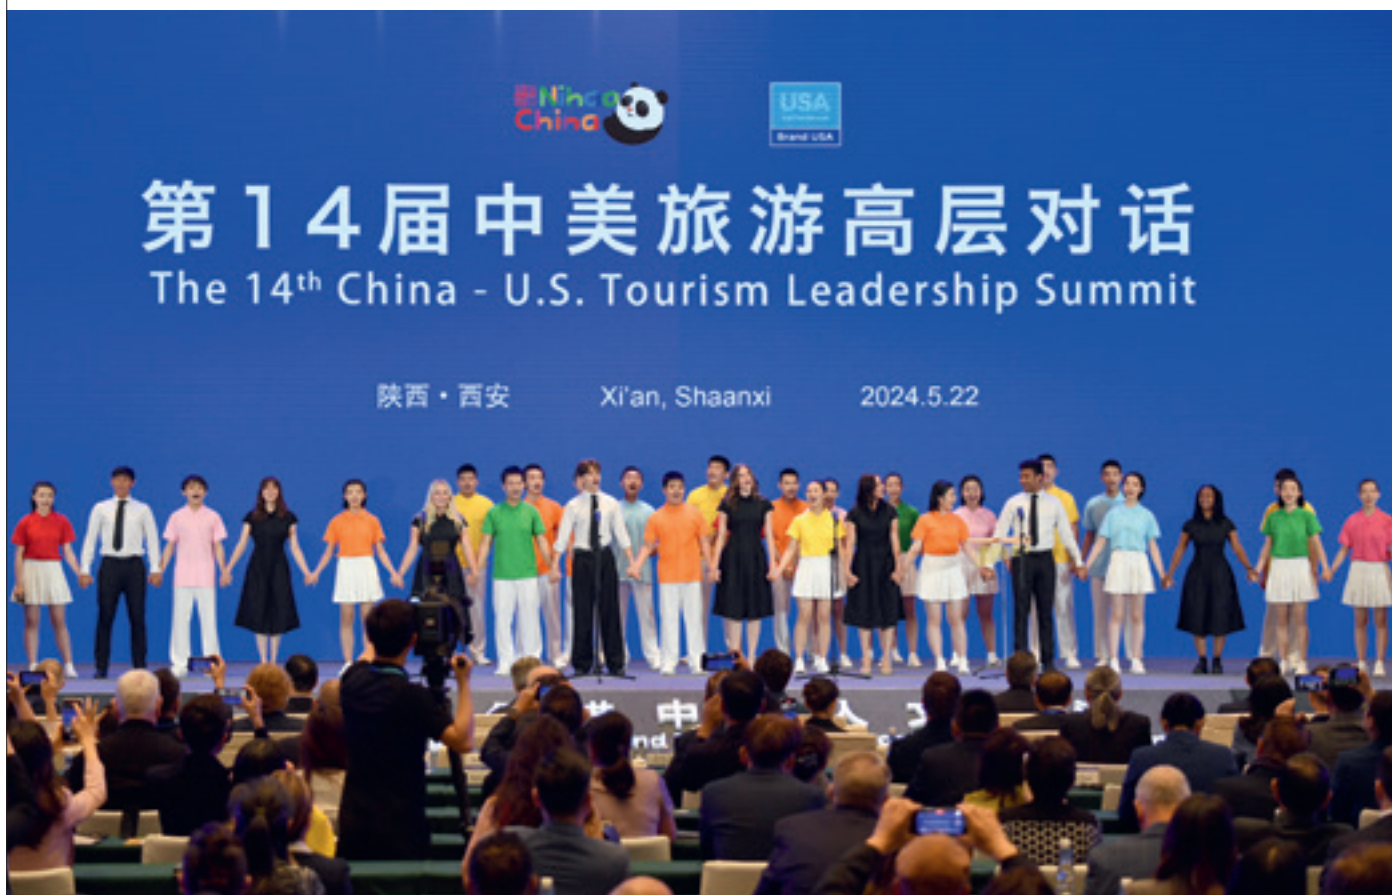 Nihao
China
USA
Brand USA
第14届中美旅游高层对话
The 14th China - U.S. Tourism Leadership Summit
陕西·西安 Xi'an, Shaanxi 2024.5.22